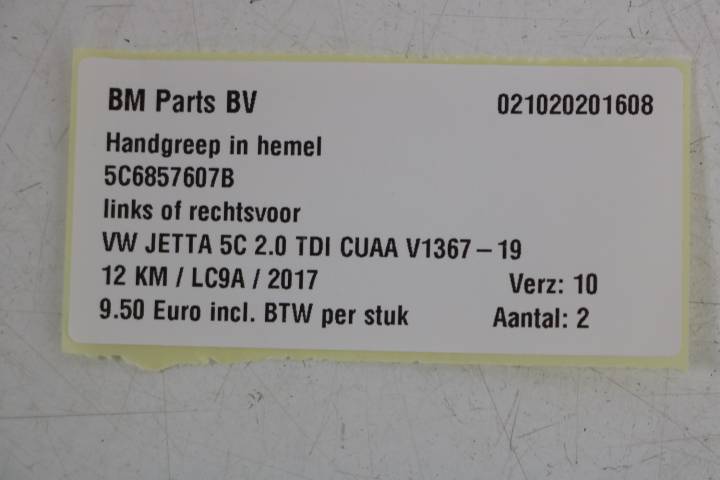 BM Parts BV 021020201608
Handgreep in hemel
5C6857607B
links of rechtsvoor
VW JETTA 5C 2.0 TDI CUAA V1367-19
12 KM / LC9A / 2017 Verz: 10
9.50 Euro incl. BTW per stuk Aantal: 2